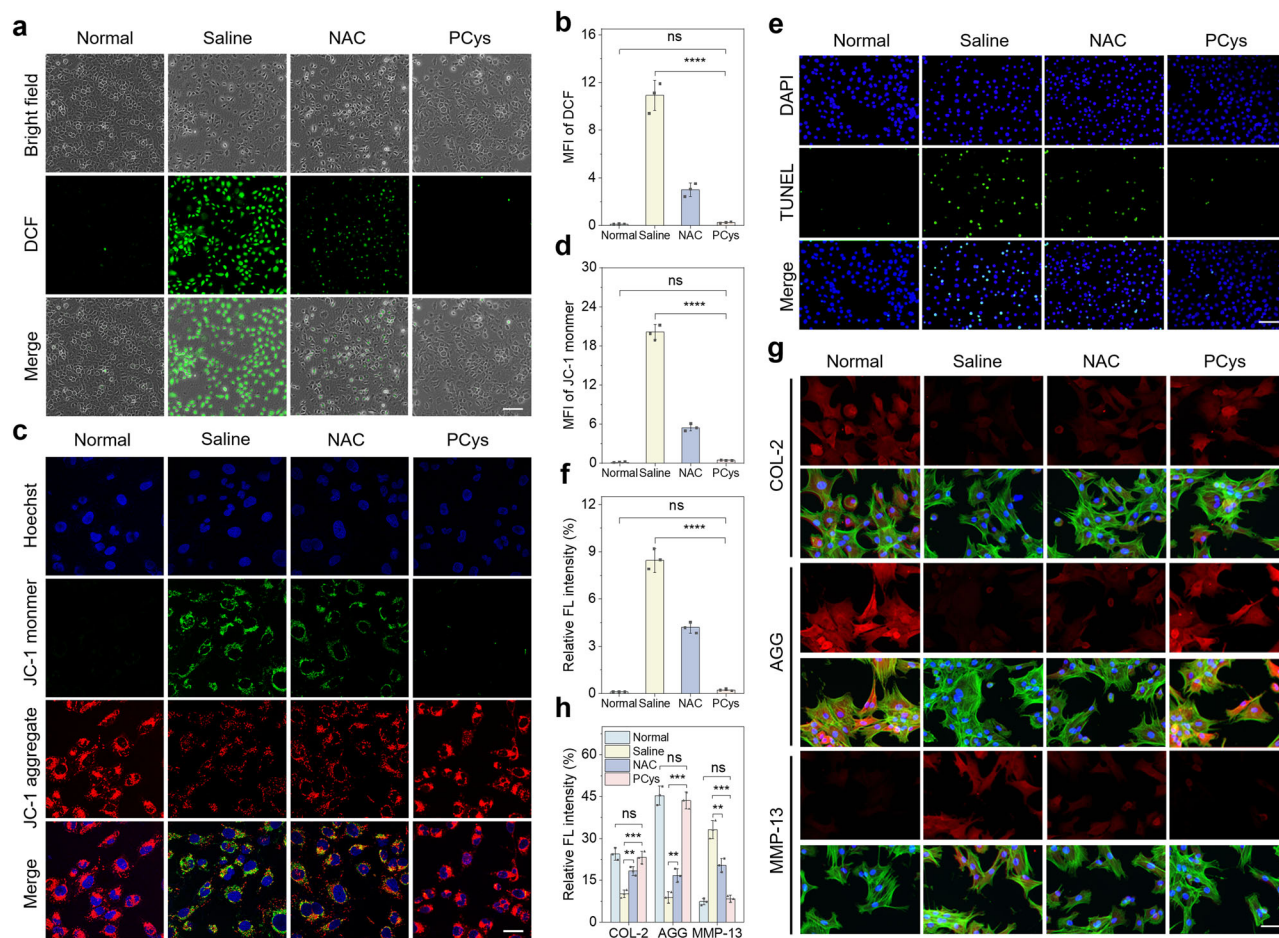 a
Normal Saline NAC PCys
Bright field
DCF
Merge
b
16
12
8
4
0
MFI of DCF
ns
****
Normal Saline NAC PCys
c
Normal Saline NAC PCys
Hoechst
JC-1 monmer
JC-1 aggregate
Merge
d
30
24
18
12
6
0
MFI of JC-1 monmer
ns
****
Normal Saline NAC PCys
e
Normal Saline NAC PCys
DAPI
TUNEL
Merge
f
12
9
6
3
0
Relative FL intensity (%)
ns
****
Normal Saline NAC PCys
g
Normal Saline NAC PCys
COL-2
AGG
MMP-13
h
60
45
30
15
0
Relative FL intensity (%)
Normal
Saline
NAC
PCys
ns
***
**
ns
***
**
ns
***
**
COL-2 AGG MMP-13